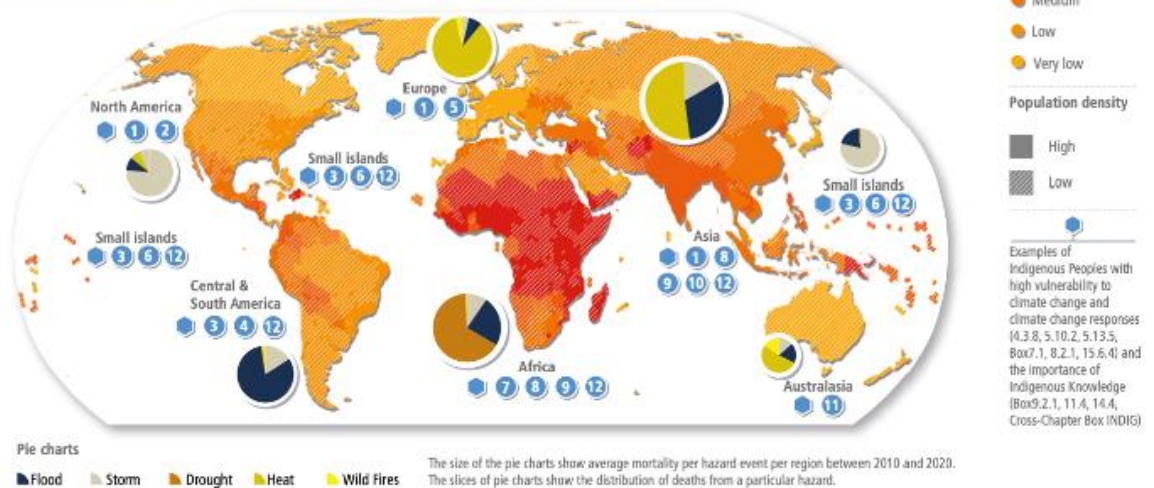 Medium
Low
Very low
Population density
High
Low
Examples of
Indigenous Peoples with
high vulnerability to
climate change and
climate change responses
(4.3.8, 5.10.2, 5.13.5,
Box7.1, 8.2.1, 15.6.4) and
the importance of
Indigenous Knowledge
(Box9.2.1, 11.4, 14.4,
Cross-Chapter Box INDIG)
North America
1 2
Europe
1 5
Small islands
3 6 12
Small islands
3 6 12
Small islands
3 6 12
Asia
1 8
9 10 12
Central &
South America
3 4 12
Africa
7 8 9 12
Australasia
11
Pie charts
Flood Storm Drought Heat Wild Fires
The size of the pie charts show average mortality per hazard event per region between 2010 and 2020.
The slices of pie charts show the distribution of deaths from a particular hazard.